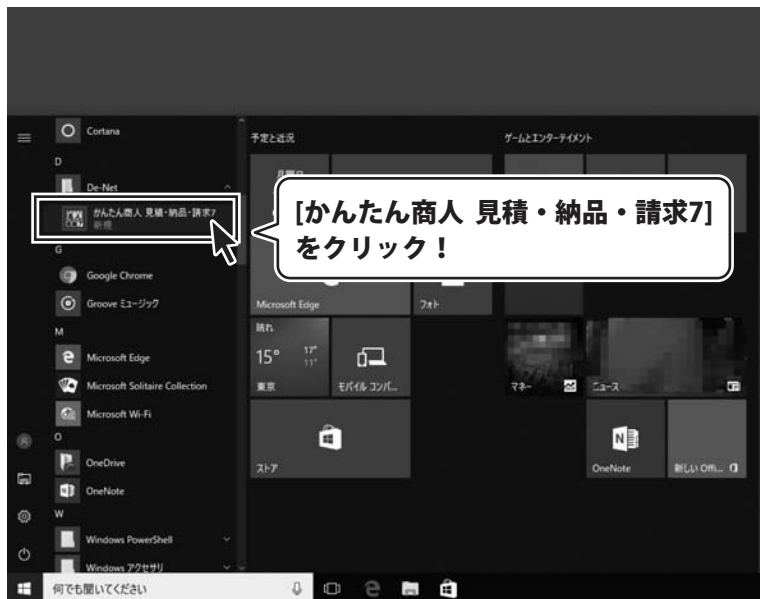 Cortana
D
De-Net
かんたん商人 見積・納品・請求7
新規
G
Google Chrome
Groove ミュージック
M
Microsoft Edge
Microsoft Solitaire Collection
Microsoft Wi-Fi
O
OneDrive
OneNote
W
Windows PowerShell
Windows アクセサリ
何でも聞いてください
予定と近況
Microsoft Edge
フォト
晴れ
15°
17°
11°
東京
モバイル コンパ...
ストア
ゲームとエンターテイメント
マネー
ニュース
OneNote
新しい Offi...
[かんたん商人 見積・納品・請求7]
をクリック！